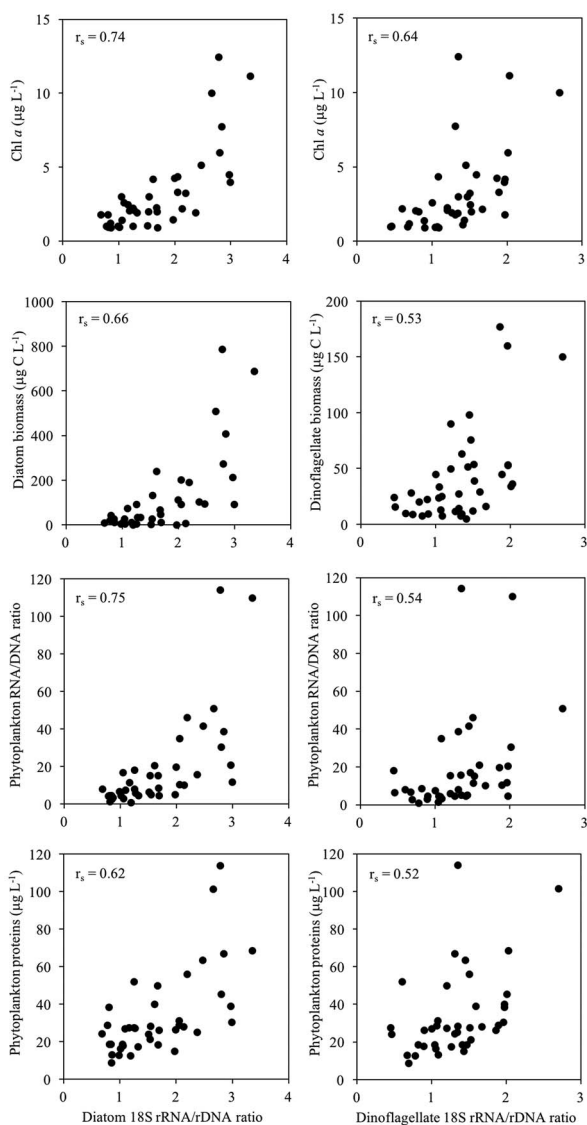 15
10
5
0
Chl a (µg L-1)
rs = 0.74
0 1 2 3 4
15
10
5
0
Chl a (µg L-1)
rs = 0.64
0 1 2 3
1000
800
600
400
200
0
Diatom biomass (µg C L-1)
rs = 0.66
0 1 2 3 4
200
150
100
50
0
Dinoflagellate biomass (µg C L-1)
rs = 0.53
0 1 2 3
120
100
80
60
40
20
0
Phytoplankton RNA/DNA ratio
rs = 0.75
0 1 2 3 4
120
100
80
60
40
20
0
Phytoplankton RNA/DNA ratio
rs = 0.54
0 1 2 3
120
100
80
60
40
20
0
Phytoplankton proteins (µg L-1)
rs = 0.62
0 1 2 3 4
Diatom 18S rRNA/rDNA ratio
120
100
80
60
40
20
0
Phytoplankton proteins (µg L-1)
rs = 0.52
0 1 2 3
Dinoflagellate 18S rRNA/rDNA ratio